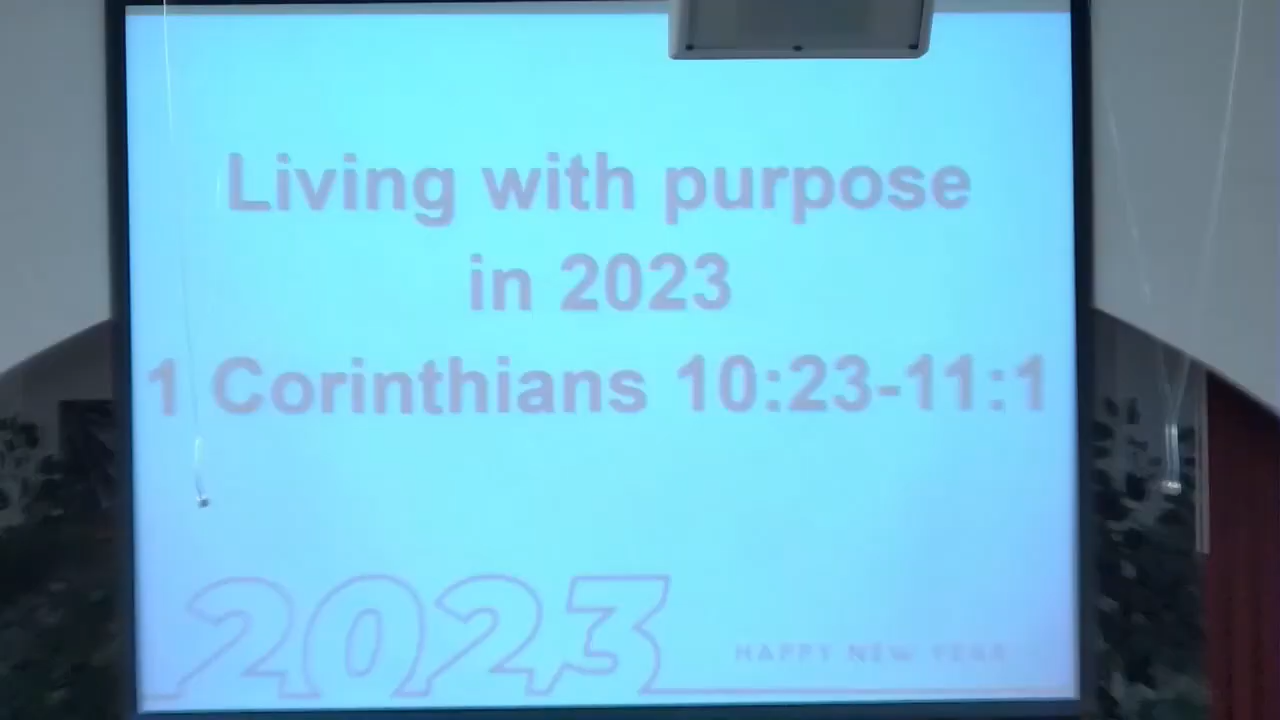 Living with purpose
in 2023
1 Corinthians 10:23-11:1
2023
HAPPY NEW YEAR